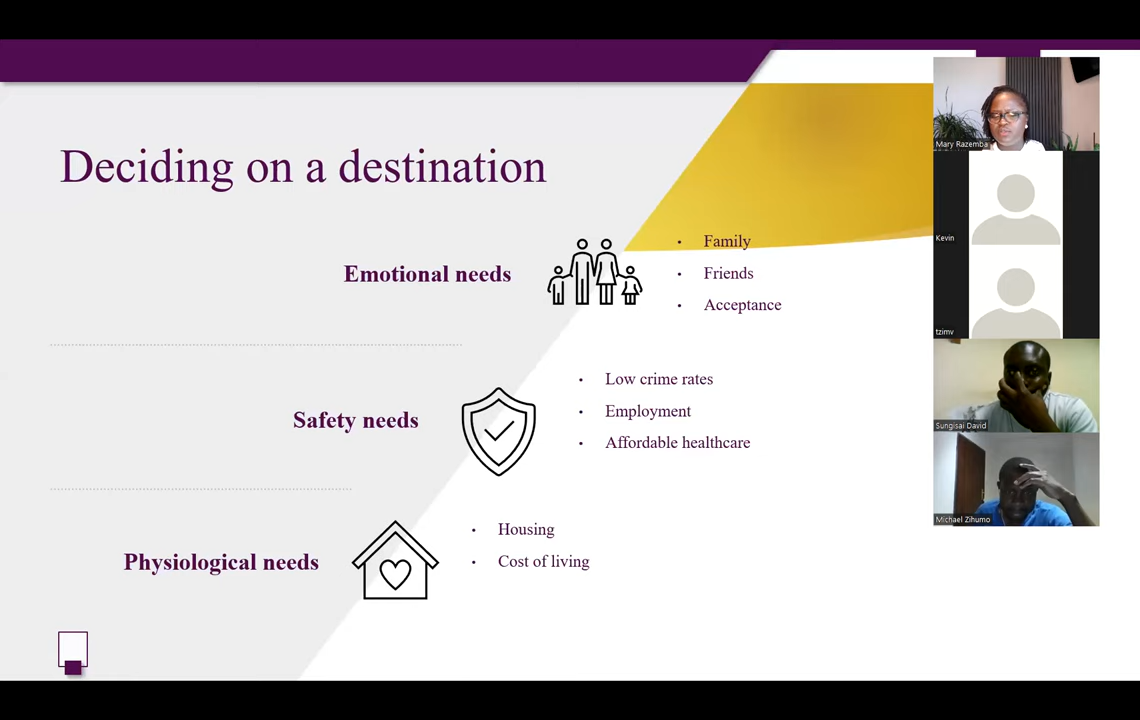 Deciding on a destination
Emotional needs
• Family
• Friends
• Acceptance
Safety needs
• Low crime rates
• Employment
• Affordable healthcare
Physiological needs
• Housing
• Cost of living
Mary Razemba
Kevin
tzimv
Sungisai David
Michael Zihumo